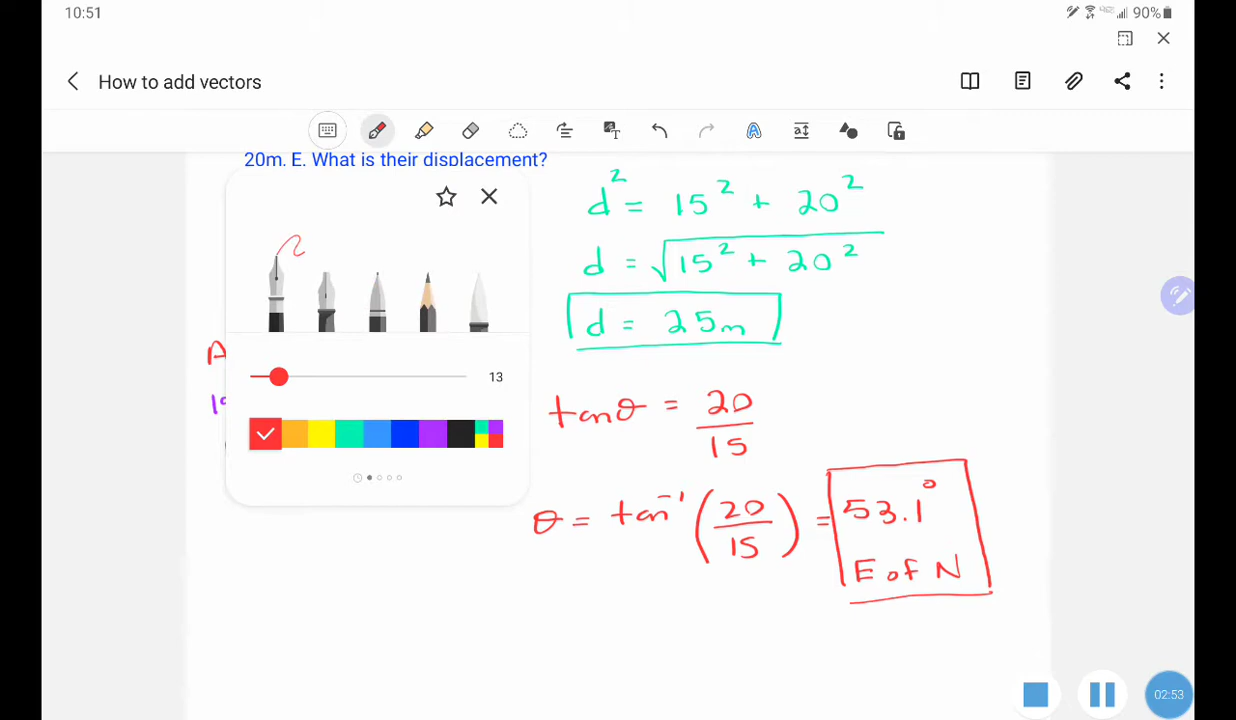 10:51
90%
How to add vectors
20m, E. What is their displacement?
d² = 15² + 20²
d = √15² + 20²
d = 25m
A
13
tanθ = 20/15
θ = tan⁻¹(20/15) = 53.1°
E of N
02:53